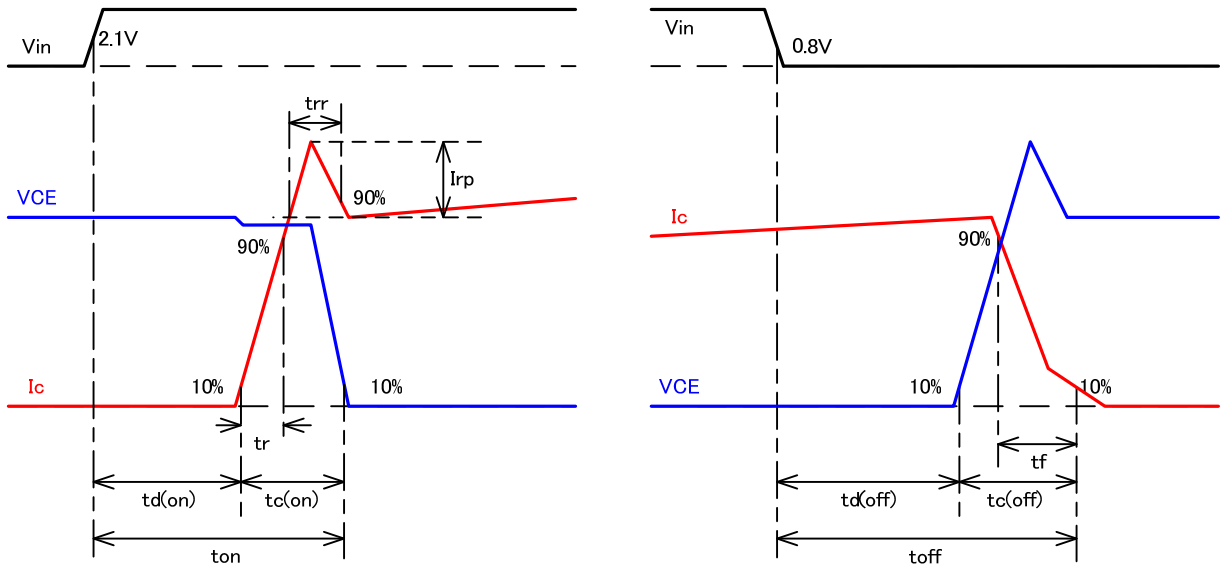 Vin
2.1V
trr
Irp
VCE
90%
90%
Ic
10%
10%
tr
td(on)
tc(on)
ton
Vin
0.8V
Ic
90%
VCE
10%
10%
tf
td(off)
tc(off)
toff